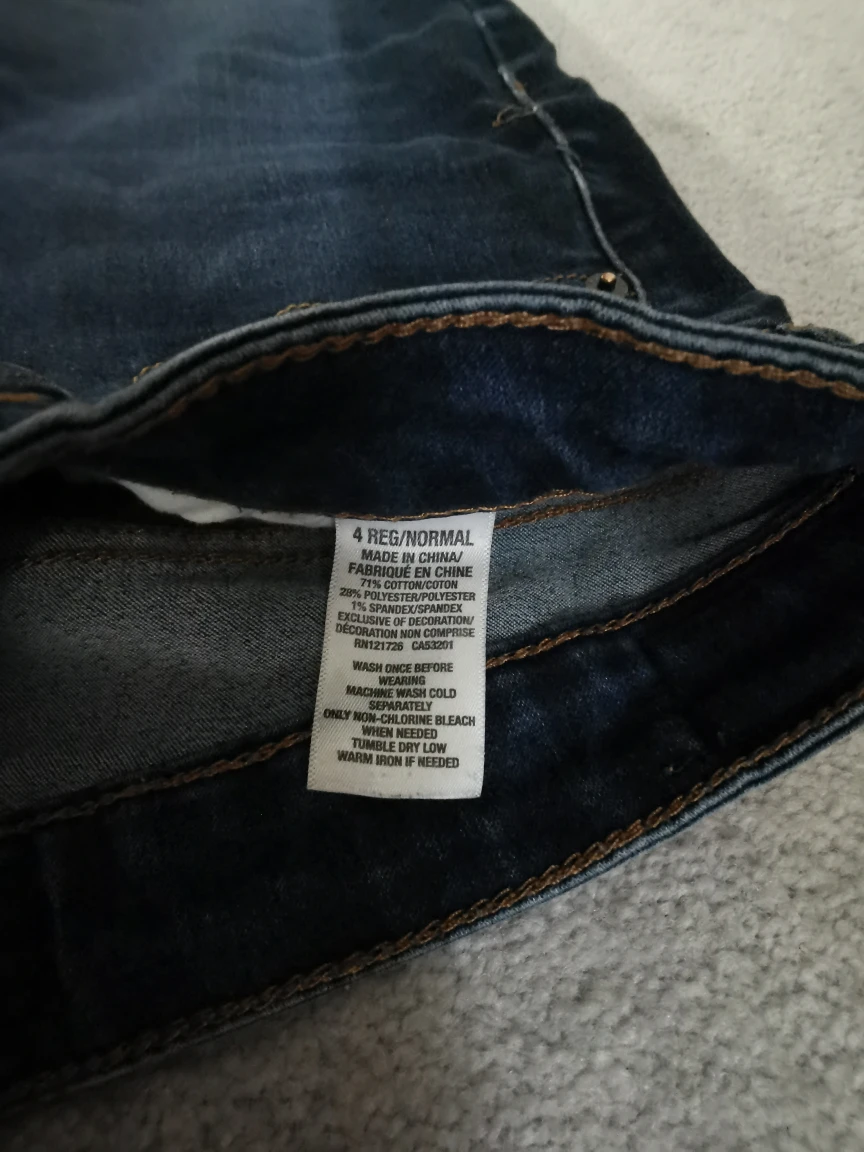 4 REG/NORMAL
MADE IN CHINA/
FABRIQUÉ EN CHINE
71% COTTON/COTON
28% POLYESTER/POLYESTER
1% SPANDEX/SPANDEX
EXCLUSIVE OF DECORATION/
DÉCORATION NON COMPRISE
RN121726 CA53201
WASH ONCE BEFORE
WEARING
MACHINE WASH COLD
SEPARATELY
ONLY NON-CHLORINE BLEACH
WHEN NEEDED
TUMBLE DRY LOW
WARM IRON IF NEEDED